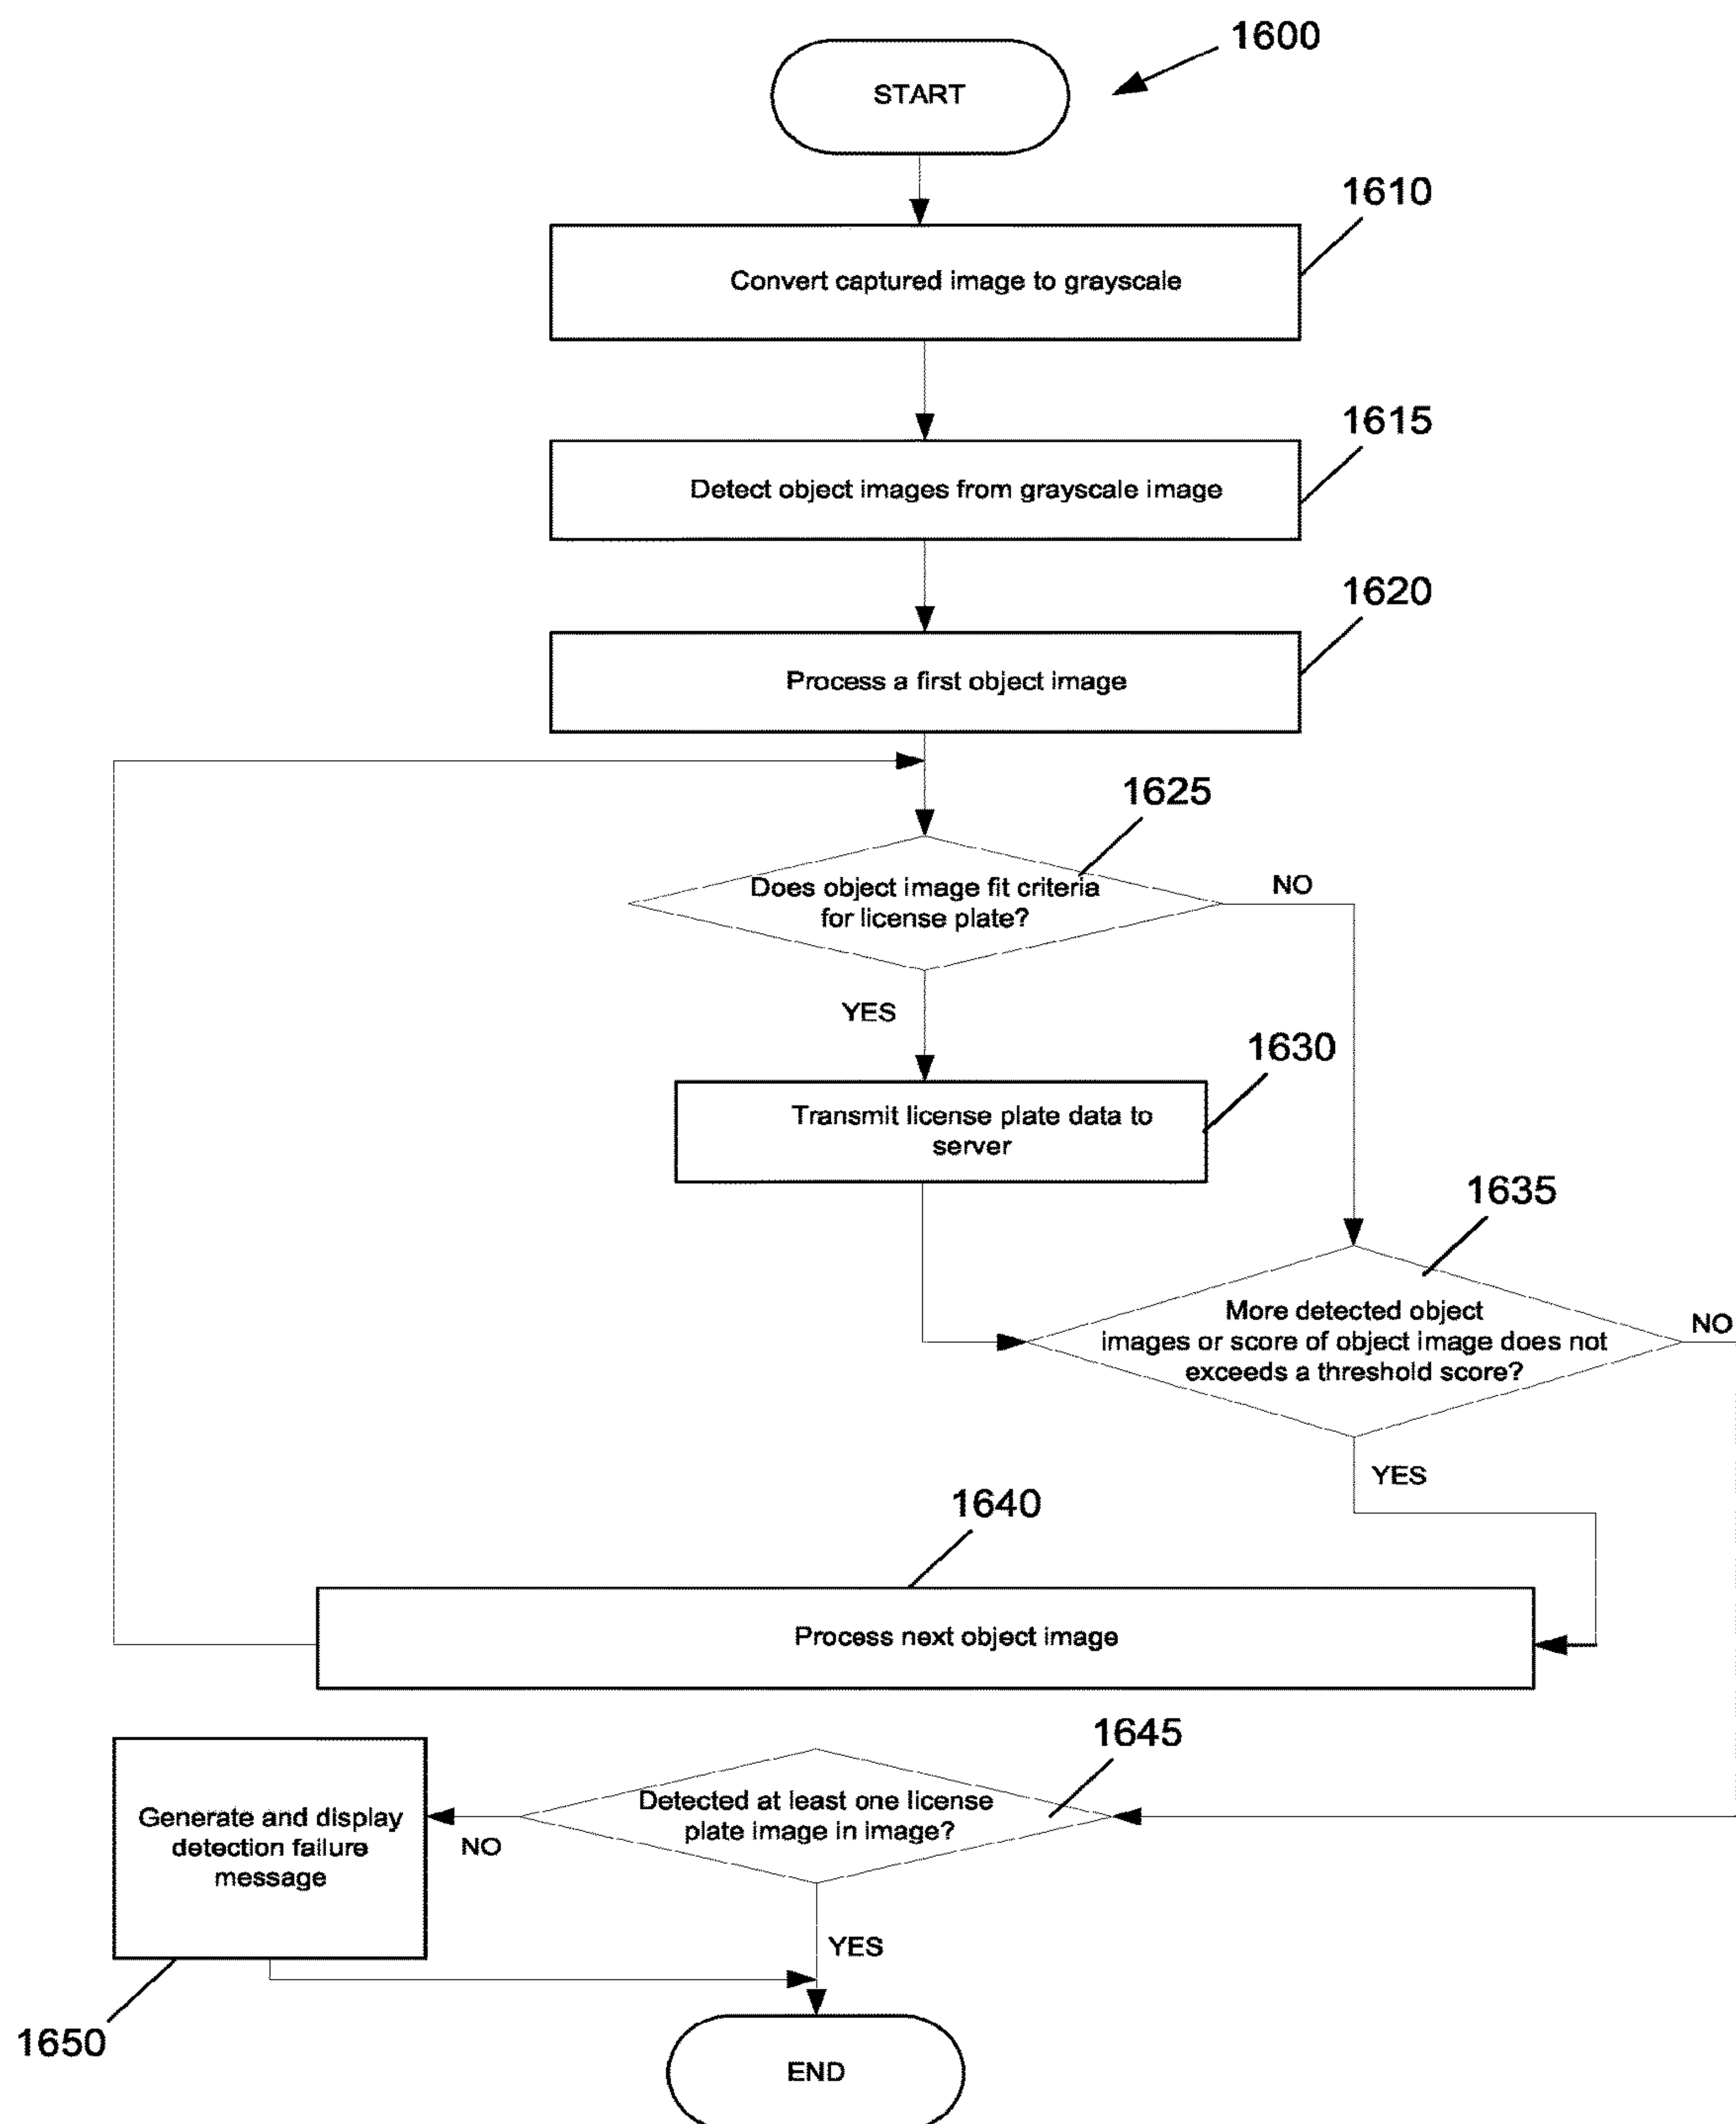 1600
START
1610
Convert captured image to grayscale
1615
Detect object images from grayscale image
1620
Process a first object image
1625
Does object image fit criteria
for license plate?
NO
YES
1630
Transmit license plate data to
server
1635
More detected object
images or score of object image does not
exceeds a threshold score?
NO
YES
1640
Process next object image
1645
Detected at least one license
plate image in image?
NO
Generate and display
detection failure
message
YES
1650
END